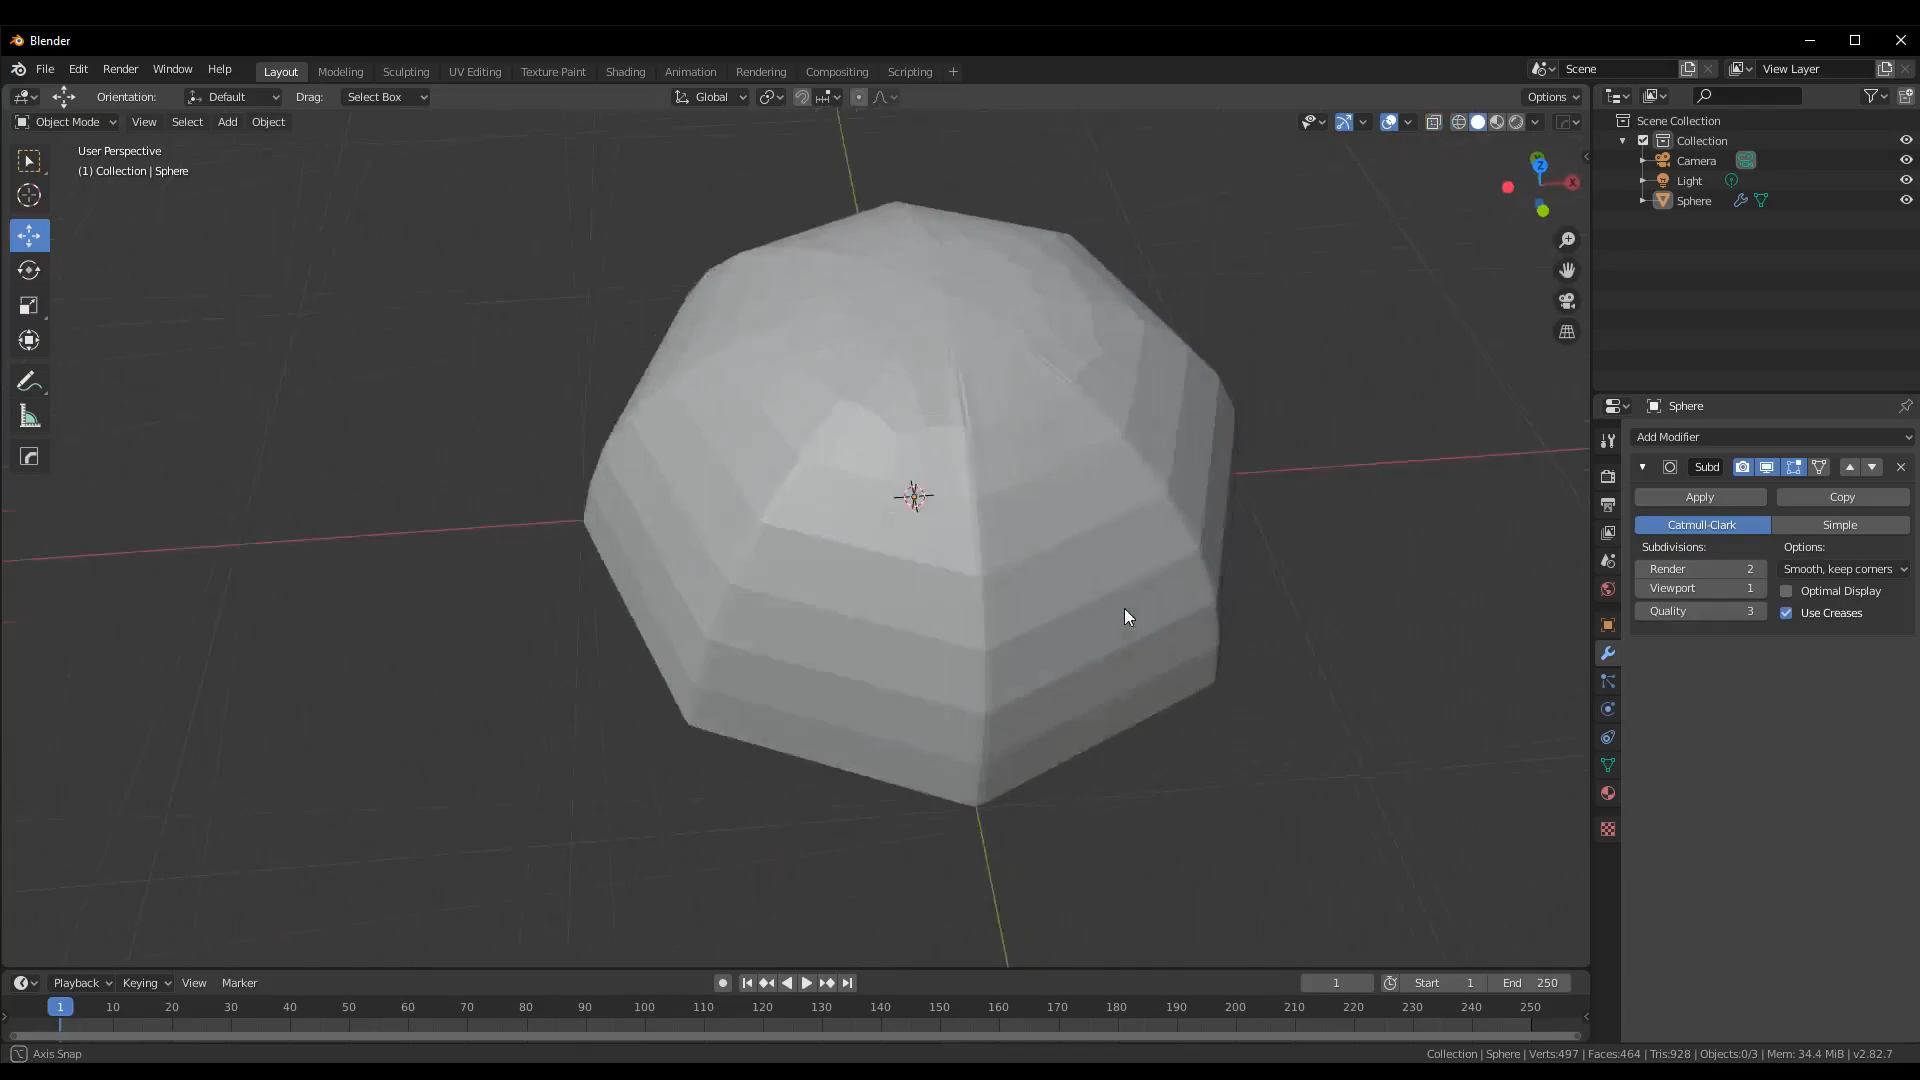 Blender
File Edit Render Window Help Layout Modeling Sculpting UV Editing Texture Paint Shading Animation Rendering Compositing Scripting + Scene View Layer
Orientation: Default Drag: Select Box Global Options
Object Mode View Select Add Object
User Perspective
(1) Collection | Sphere
Z
X
Scene Collection
Collection
Camera
Light
Sphere
Sphere
Add Modifier
Subd
Apply Copy
Catmull-Clark Simple
Subdivisions: Options:
Render 2 Smooth, keep corners
Viewport 1 Optimal Display
Quality 3 Use Creases
Playback Keying View Marker 1 Start 1 End 250
1 10 20 30 40 50 60 70 80 90 100 110 120 130 140 150 160 170 180 190 200 210 220 230 240 250
Axis Snap Collection | Sphere | Verts:497 | Faces:464 | Tris:928 | Objects:0/3 | Mem: 34.4 MiB | v2.82.7